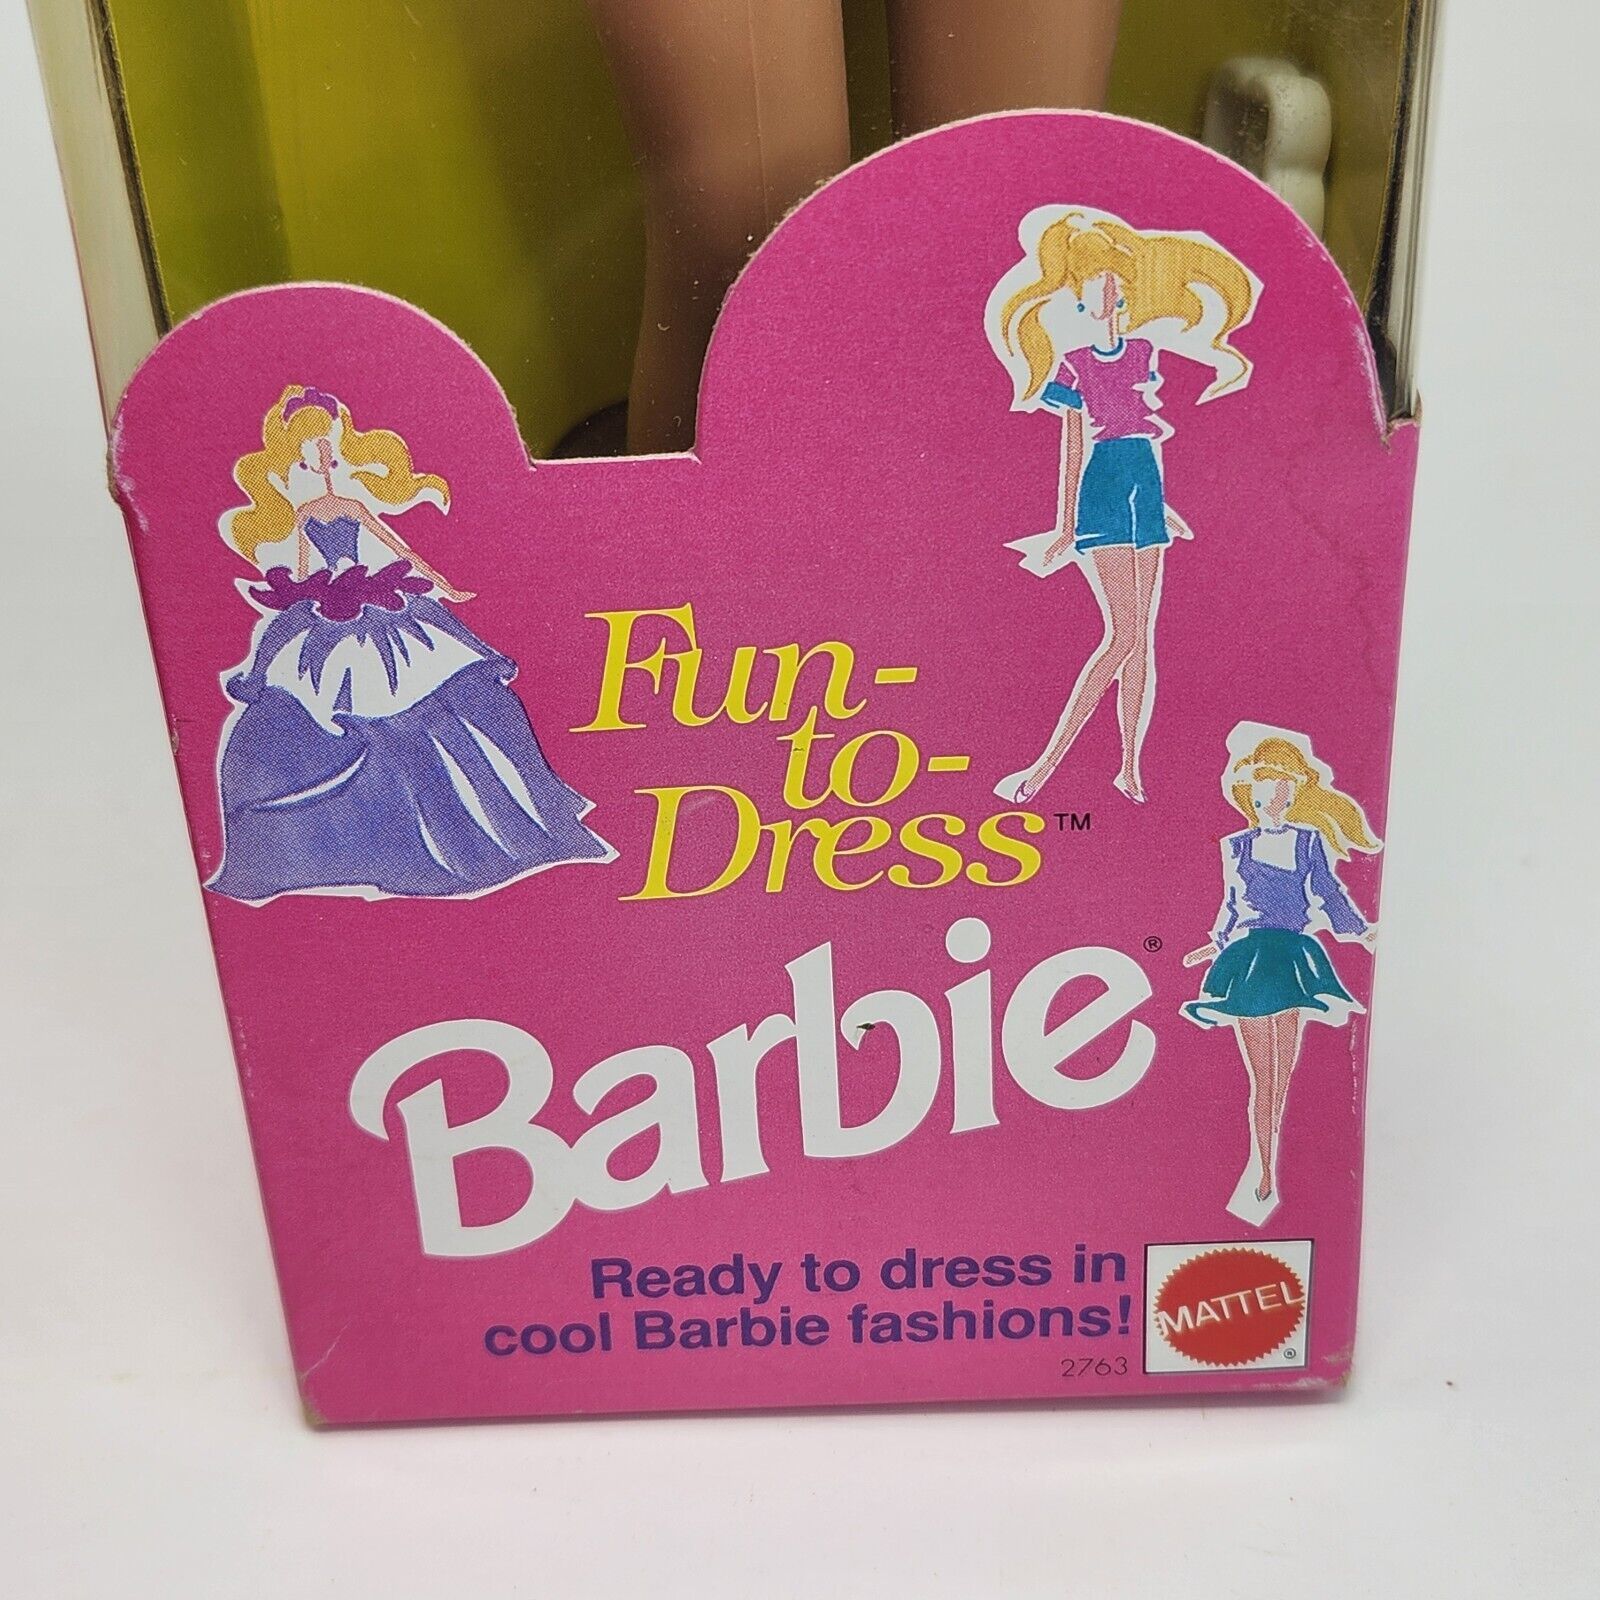 Fun-
to-
Dress™
Barbie®
Ready to dress in
cool Barbie fashions!
2763
MATTEL
®